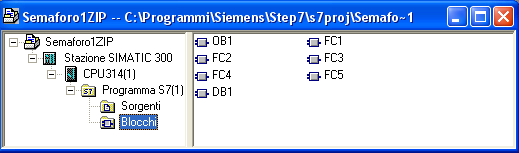 Semaforo1ZIP -- C:\Programmi\Siemens\Step7\s7proj\Semafo~1
Semaforo1ZIP
Stazione SIMATIC 300
CPU314(1)
S7 Programma S7(1)
Sorgenti
Blocchi
OB1 FC1
FC2 FC3
FC4 FC5
DB1